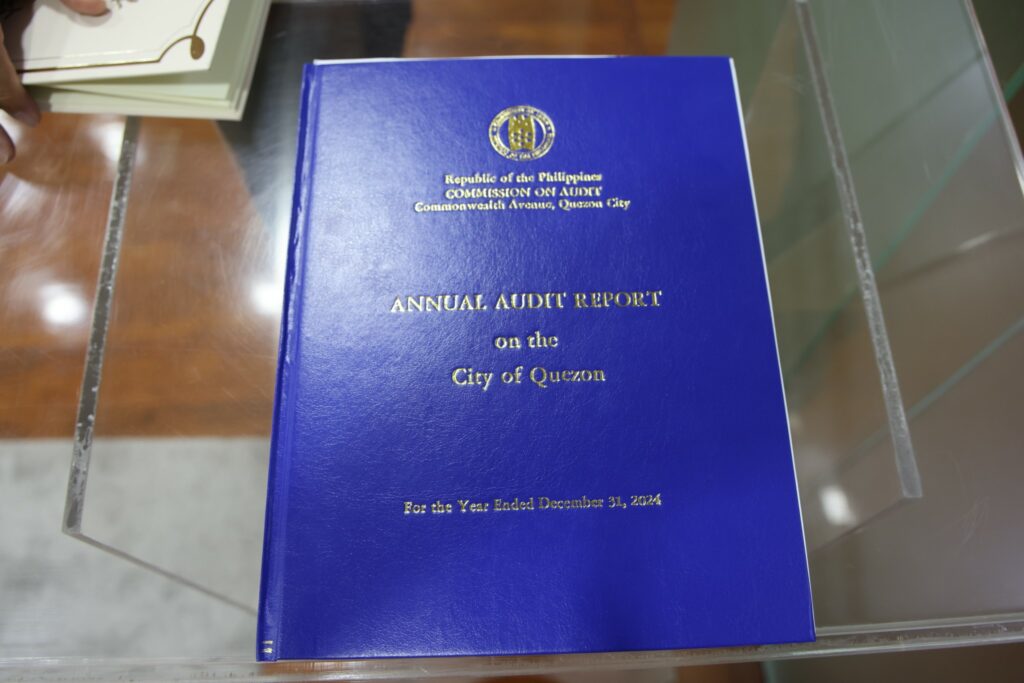 Republic of the Philippines
COMMISSION ON AUDIT
Commonwealth Avenue, Quezon City
ANNUAL AUDIT REPORT
on the
City of Quezon
For the Year Ended December 31, 2024